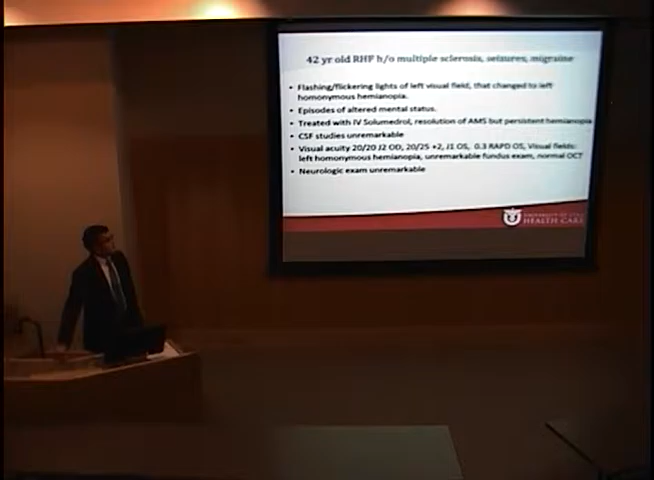 42 yr old RHF h/o multiple sclerosis, seizures, migraine
• Flashing/flickering lights of left visual field, that changed to left
homonymous hemianopia.
• Episodes of altered mental status.
• Treated with IV Solumedrol, resolution of AMS but persistent hemianopia
• CSF studies unremarkable
• Visual acuity 20/20 J2 OD, 20/25 +2, J1 OS, 0.3 RAPD OS, Visual fields:
left homonymous hemianopia, unremarkable fundus exam, normal OCT
• Neurologic exam unremarkable
UNIVERSITY OF UTAH
HEALTH CARE